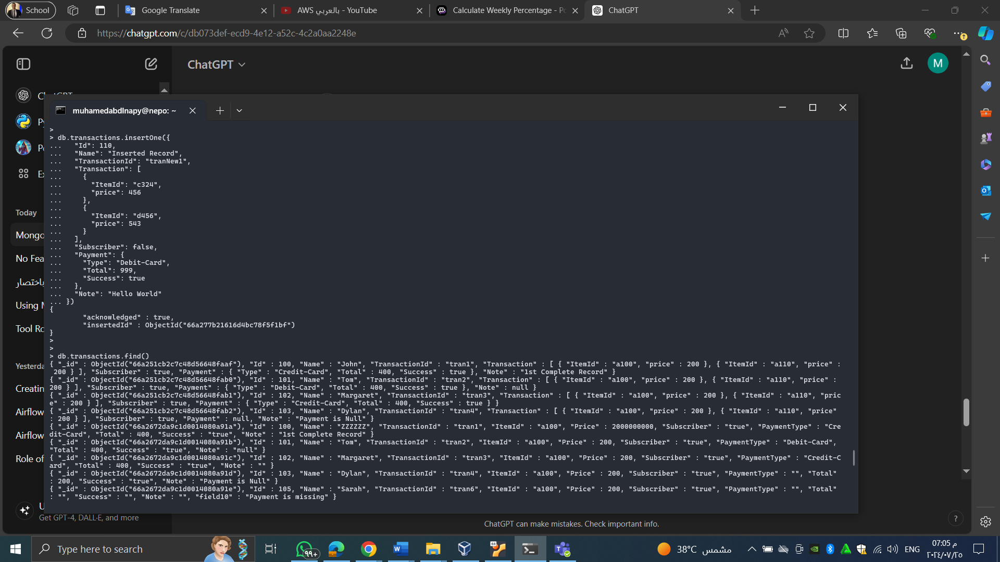 School
Google Translate
AWS بالعربي - YouTube
Calculate Weekly Percentage - Po
ChatGPT
https://chatgpt.com/c/db073def-ecd9-4e12-a52c-4c2a0aa2248e
ChatGPT
M
ChatGPT
Py
Today
Mongo
No Fea
باختصار
Using M
Tool Ro
Yesterda
Creatin
Airflow
Airflow
Role of
Get GPT-4, DALL·E, and more
muhamedabdlnapy@nepo: ~
>
> db.transactions.insertOne({
... "Id": 110,
... "Name": "Inserted Record",
... "TransactionId": "tranNew1",
... "Transaction": [
... {
... "ItemId": "c324",
... "price": 456
... },
... {
... "ItemId": "d456",
... "price": 543
... }
... ],
... "Subscriber": false,
... "Payment": {
... "Type": "Debit-Card",
... "Total": 999,
... "Success": true
... },
... "Note": "Hello World"
... })
{
"acknowledged" : true,
"insertedId" : ObjectId("66a277b21616d4bc78f5f1bf")
}
>
>
> db.transactions.find()
{ "_id" : ObjectId("66a251cb2c7c48d56648faaf"), "Id" : 100, "Name" : "John", "TransactionId" : "tran1", "Transaction" : [ { "ItemId" : "a100", "price" : 200 }, { "ItemId" : "a110", "price" :
200 } ], "Subscriber" : true, "Payment" : { "Type" : "Credit-Card", "Total" : 400, "Success" : true }, "Note" : "1st Complete Record" }
{ "_id" : ObjectId("66a251cb2c7c48d56648fab0"), "Id" : 101, "Name" : "Tom", "TransactionId" : "tran2", "Transaction" : [ { "ItemId" : "a100", "price" : 200 }, { "ItemId" : "a110", "price" :
200 } ], "Subscriber" : true, "Payment" : { "Type" : "Debit-Card", "Total" : 400, "Success" : true }, "Note" : null }
{ "_id" : ObjectId("66a251cb2c7c48d56648fab1"), "Id" : 102, "Name" : "Margaret", "TransactionId" : "tran3", "Transaction" : [ { "ItemId" : "a100", "price" : 200 }, { "ItemId" : "a110", "pric
e" : 200 } ], "Subscriber" : true, "Payment" : { "Type" : "Credit-Card", "Total" : 400, "Success" : true } }
{ "_id" : ObjectId("66a251cb2c7c48d56648fab2"), "Id" : 103, "Name" : "Dylan", "TransactionId" : "tran4", "Transaction" : [ { "ItemId" : "a100", "price" : 200 }, { "ItemId" : "a110", "price"
: 200 } ], "Subscriber" : true, "Payment" : null, "Note" : "Payment is Null" }
{ "_id" : ObjectId("66a2672da9c1d0014080a91a"), "Id" : 100, "Name" : "ZZZZZZ", "TransactionId" : "tran1", "ItemId" : "a100", "Price" : 2000000000, "Subscriber" : "true", "PaymentType" : "Cre
dit-Card", "Total" : 400, "Success" : "true", "Note" : "1st Complete Record" }
{ "_id" : ObjectId("66a2672da9c1d0014080a91b"), "Id" : 101, "Name" : "Tom", "TransactionId" : "tran2", "ItemId" : "a100", "Price" : 200, "Subscriber" : "true", "PaymentType" : "Debit-Card",
"Total" : 400, "Success" : "true", "Note" : "null" }
{ "_id" : ObjectId("66a2672da9c1d0014080a91c"), "Id" : 102, "Name" : "Margaret", "TransactionId" : "tran3", "ItemId" : "a100", "Price" : 200, "Subscriber" : "true", "PaymentType" : "Credit-C
ard", "Total" : 400, "Success" : "true", "Note" : "" }
{ "_id" : ObjectId("66a2672da9c1d0014080a91d"), "Id" : 103, "Name" : "Dylan", "TransactionId" : "tran4", "ItemId" : "a100", "Price" : 200, "Subscriber" : "true", "PaymentType" : "", "Total"
: 200, "Success" : "true", "Note" : "Payment is Null" }
{ "_id" : ObjectId("66a2672da9c1d0014080a91e"), "Id" : 105, "Name" : "Sarah", "TransactionId" : "tran6", "ItemId" : "a100", "Price" : 200, "Subscriber" : "true", "PaymentType" : "", "Total"
: "", "Success" : "", "Note" : "", "field10" : "Payment is missing" }
ChatGPT can make mistakes. Check important info.
?
Type here to search
٩٩+
38°C مشمس
ENG
07:05 م
٢٠٢٤/٠٧/٢٥